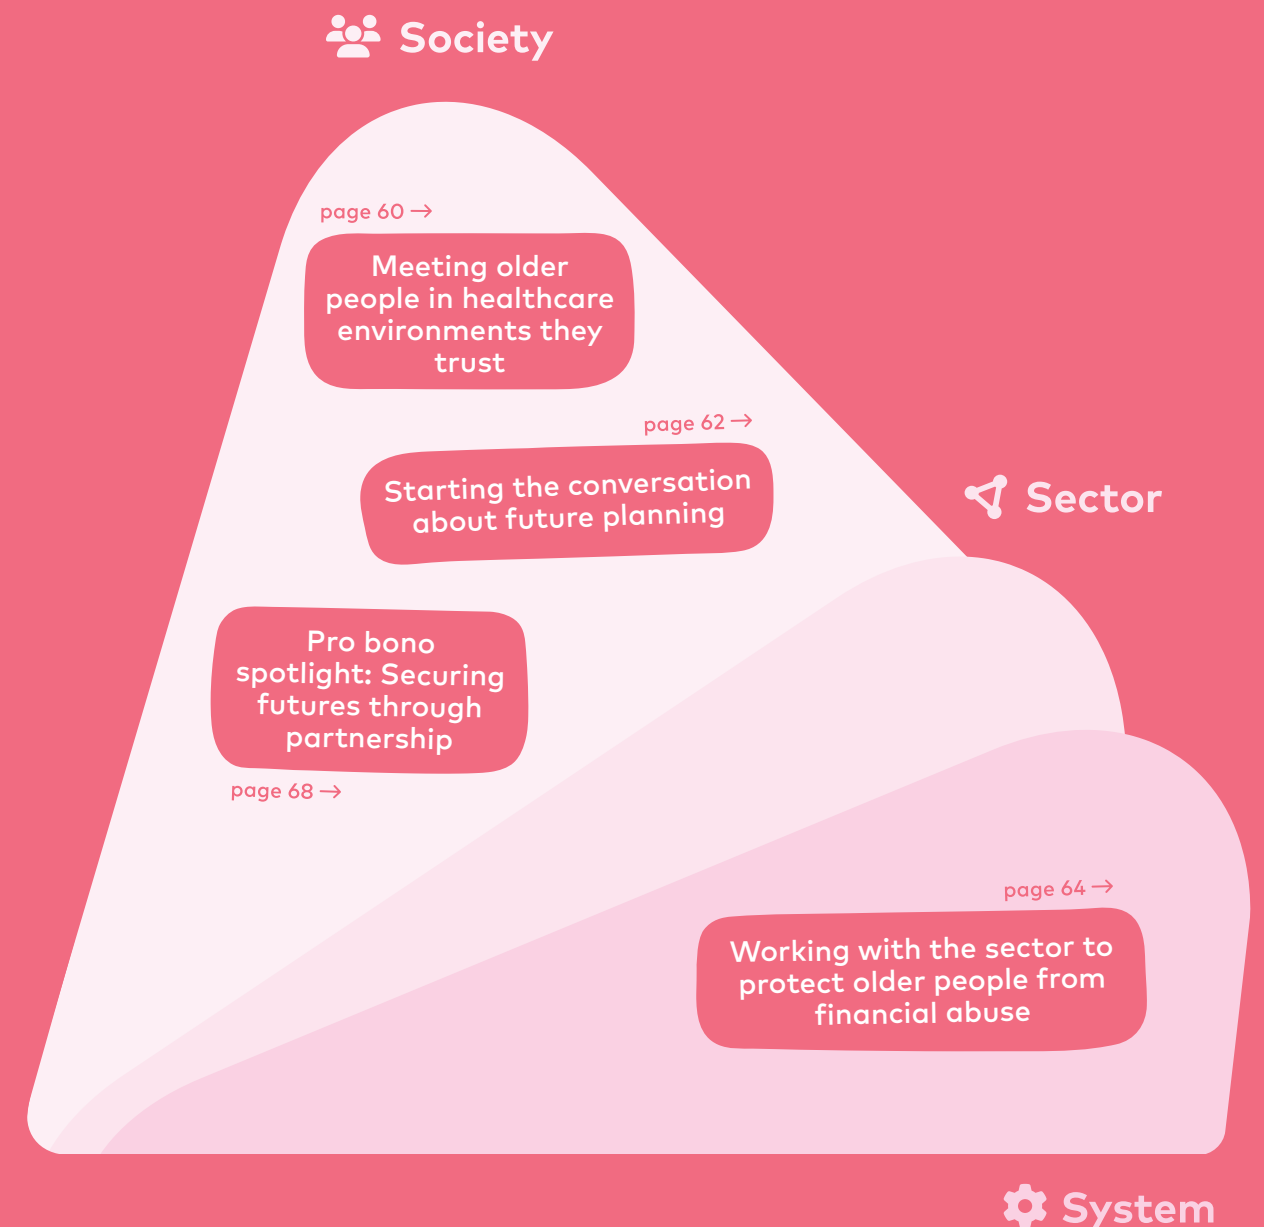 Society
page 60 →
Meeting older
people in healthcare
environments they
trust
page 62 →
Starting the conversation
about future planning
Sector
Pro bono
spotlight: Securing
futures through
partnership
page 68 →
page 64 →
Working with the sector to
protect older people from
financial abuse
System